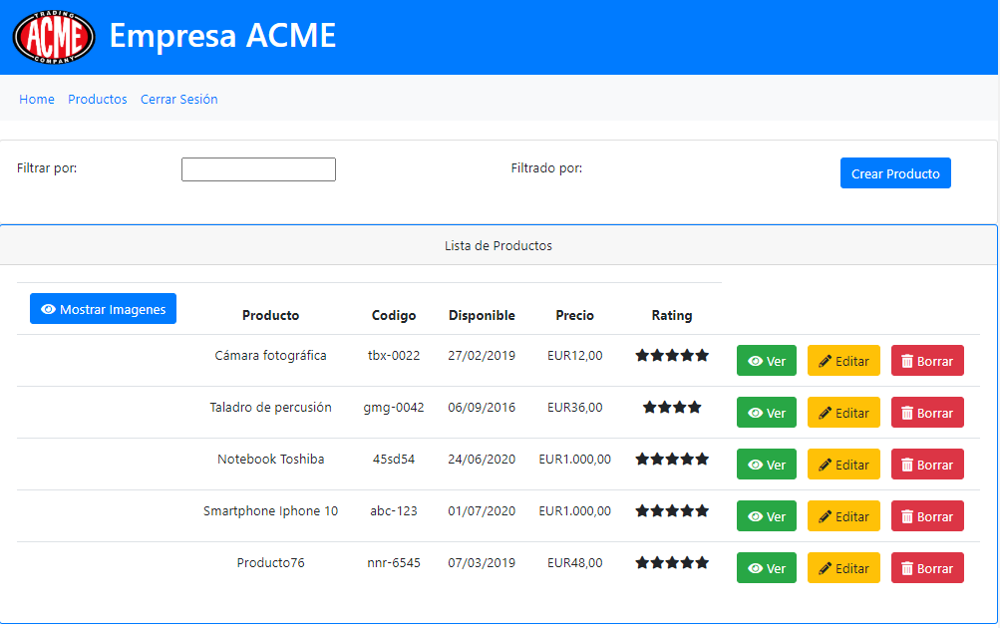 TRADING
ACME
COMPANY
Empresa ACME
Home Productos Cerrar Sesión
Filtrar por: Filtrado por: Crear Producto
Lista de Productos
Mostrar Imagenes Producto Codigo Disponible Precio Rating
Cámara fotográfica tbx-0022 27/02/2019 EUR12,00 Ver Editar Borrar
Taladro de percusión gmg-0042 06/09/2016 EUR36,00 Ver Editar Borrar
Notebook Toshiba 45sd54 24/06/2020 EUR1.000,00 Ver Editar Borrar
Smartphone Iphone 10 abc-123 01/07/2020 EUR1.000,00 Ver Editar Borrar
Producto76 nnr-6545 07/03/2019 EUR48,00 Ver Editar Borrar